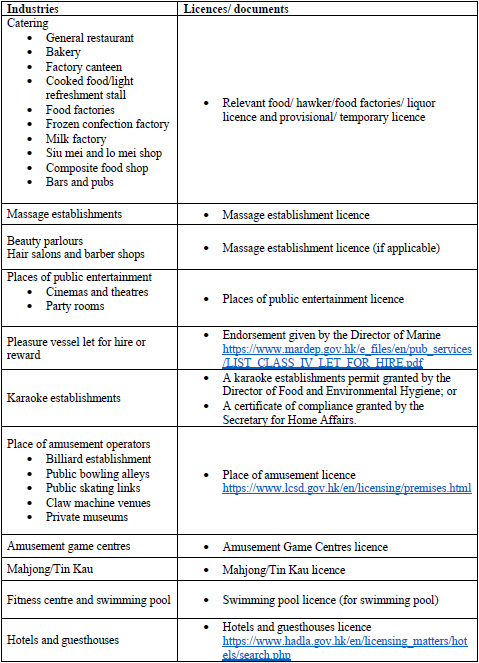 Industries
Licences/ documents
Catering
• General restaurant
• Bakery
• Factory canteen
• Cooked food/light
refreshment stall
• Food factories
• Frozen confection factory
• Milk factory
• Siu mei and lo mei shop
• Composite food shop
• Bars and pubs
• Relevant food/ hawker/food factories/ liquor
licence and provisional/ temporary licence
Massage establishments
• Massage establishment licence
Beauty parlours
Hair salons and barber shops
• Massage establishment licence (if applicable)
Places of public entertainment
• Cinemas and theatres
• Party rooms
• Places of public entertainment licence
Pleasure vessel let for hire or
reward
• Endorsement given by the Director of Marine
https://www.mardep.gov.hk/e_files/en/pub_services
/LIST_CLASS_IV_LET_FOR_HIRE.pdf
Karaoke establishments
• A karaoke establishments permit granted by the
Director of Food and Environmental Hygiene; or
• A certificate of compliance granted by the
Secretary for Home Affairs.
Place of amusement operators
• Billiard establishment
• Public bowling alleys
• Public skating links
• Claw machine venues
• Private museums
• Place of amusement licence
https://www.lcsd.gov.hk/en/licensing/premises.html
Amusement game centres
• Amusement Game Centres licence
Mahjong/Tin Kau
• Mahjong/Tin Kau licence
Fitness centre and swimming pool
• Swimming pool licence (for swimming pool)
Hotels and guesthouses
• Hotels and guesthouses licence
https://www.hadla.gov.hk/en/licensing_matters/hot
els/search.php